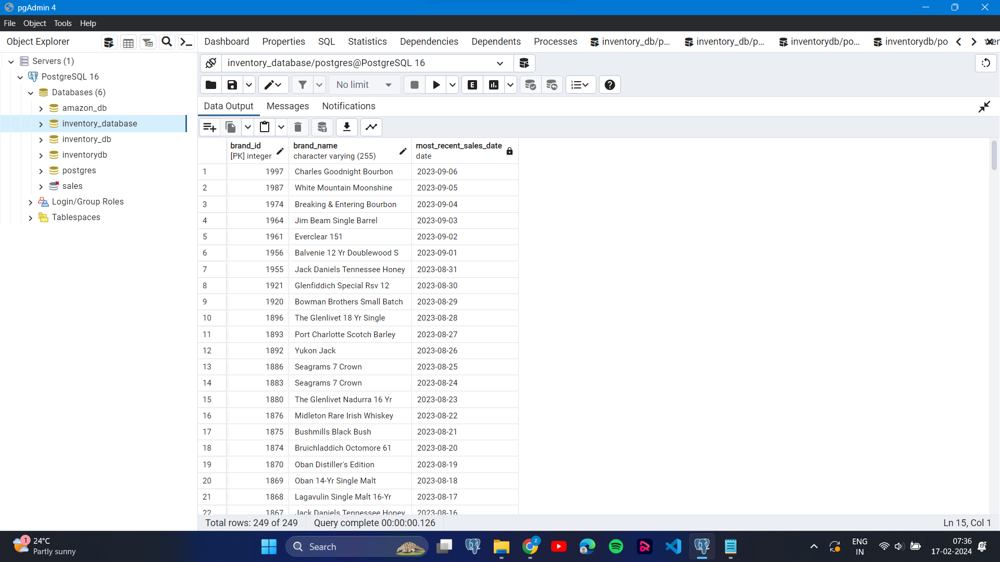 pgAdmin 4
File Object Tools Help
Object Explorer
Dashboard Properties SQL Statistics Dependencies Dependents Processes inventory_db/p... inventory_db/p... inventorydb/po... inventorydb/po
Servers (1)
PostgreSQL 16
Databases (6)
amazon_db
inventory_database
inventory_db
inventorydb
postgres
sales
Login/Group Roles
Tablespaces
inventory_database/postgres@PostgreSQL 16
No limit
E
Data Output Messages Notifications
brand_id brand_name most_recent_sales_date
[PK] integer character varying (255) date
1 1997 Charles Goodnight Bourbon 2023-09-06
2 1987 White Mountain Moonshine 2023-09-05
3 1974 Breaking & Entering Bourbon 2023-09-04
4 1964 Jim Beam Single Barrel 2023-09-03
5 1961 Everclear 151 2023-09-02
6 1956 Balvenie 12 Yr Doublewood S 2023-09-01
7 1955 Jack Daniels Tennessee Honey 2023-08-31
8 1921 Glenfiddich Special Rsv 12 2023-08-30
9 1920 Bowman Brothers Small Batch 2023-08-29
10 1896 The Glenlivet 18 Yr Single 2023-08-28
11 1893 Port Charlotte Scotch Barley 2023-08-27
12 1892 Yukon Jack 2023-08-26
13 1886 Seagrams 7 Crown 2023-08-25
14 1883 Seagrams 7 Crown 2023-08-24
15 1880 The Glenlivet Nadurra 16 Yr 2023-08-23
16 1876 Midleton Rare Irish Whiskey 2023-08-22
17 1875 Bushmills Black Bush 2023-08-21
18 1874 Bruichladdich Octomore 61 2023-08-20
19 1870 Oban Distiller's Edition 2023-08-19
20 1869 Oban 14-Yr Single Malt 2023-08-18
21 1868 Lagavulin Single Malt 16-Yr 2023-08-17
22 1867 Jack Daniels Tennessee Honey 2023-08-16
Total rows: 249 of 249 Query complete 00:00:00.126 Ln 15, Col 1
1
24°C
Partly sunny
Search
z
ENG
IN
07:36
17-02-2024